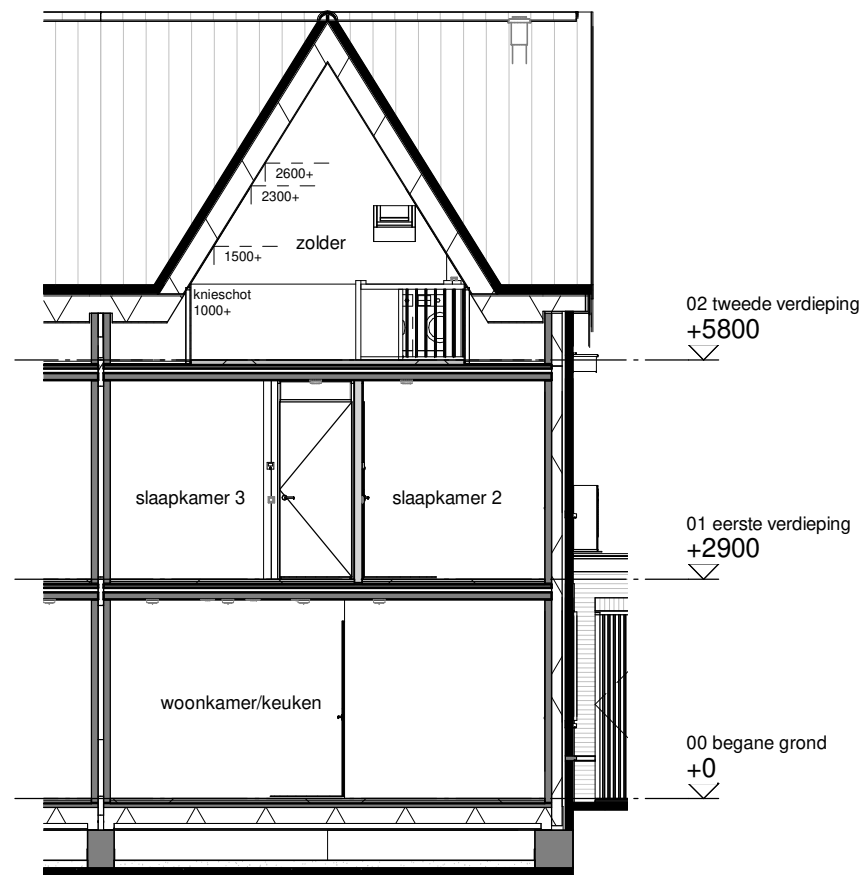 2600+
2300+
zolder
1500+
knieschot
1000+
02 tweede verdieping
+5800
slaapkamer 3
slaapkamer 2
01 eerste verdieping
+2900
woonkamer/keuken
00 begane grond
+0